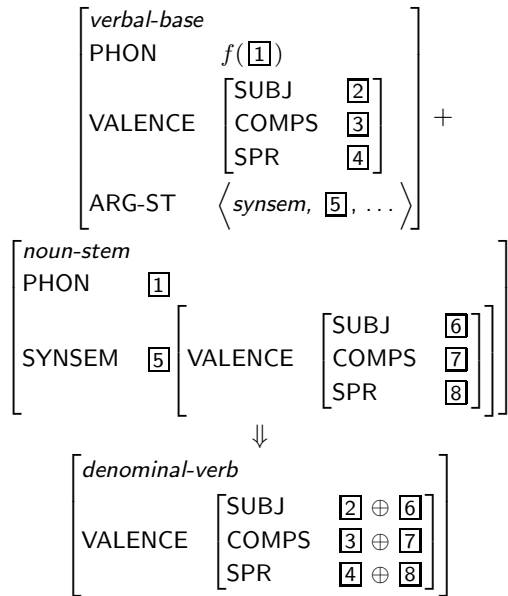 verbal-base
PHON f([1])
VALENCE
SUBJ [2]
COMPS [3]
SPR [4]
+
ARG-ST ⟨synsem, [5], ...⟩
noun-stem
PHON [1]
SYNSEM [5] VALENCE
SUBJ [6]
COMPS [7]
SPR [8]
⇓
denominal-verb
VALENCE
SUBJ [2] ⊕ [6]
COMPS [3] ⊕ [7]
SPR [4] ⊕ [8]